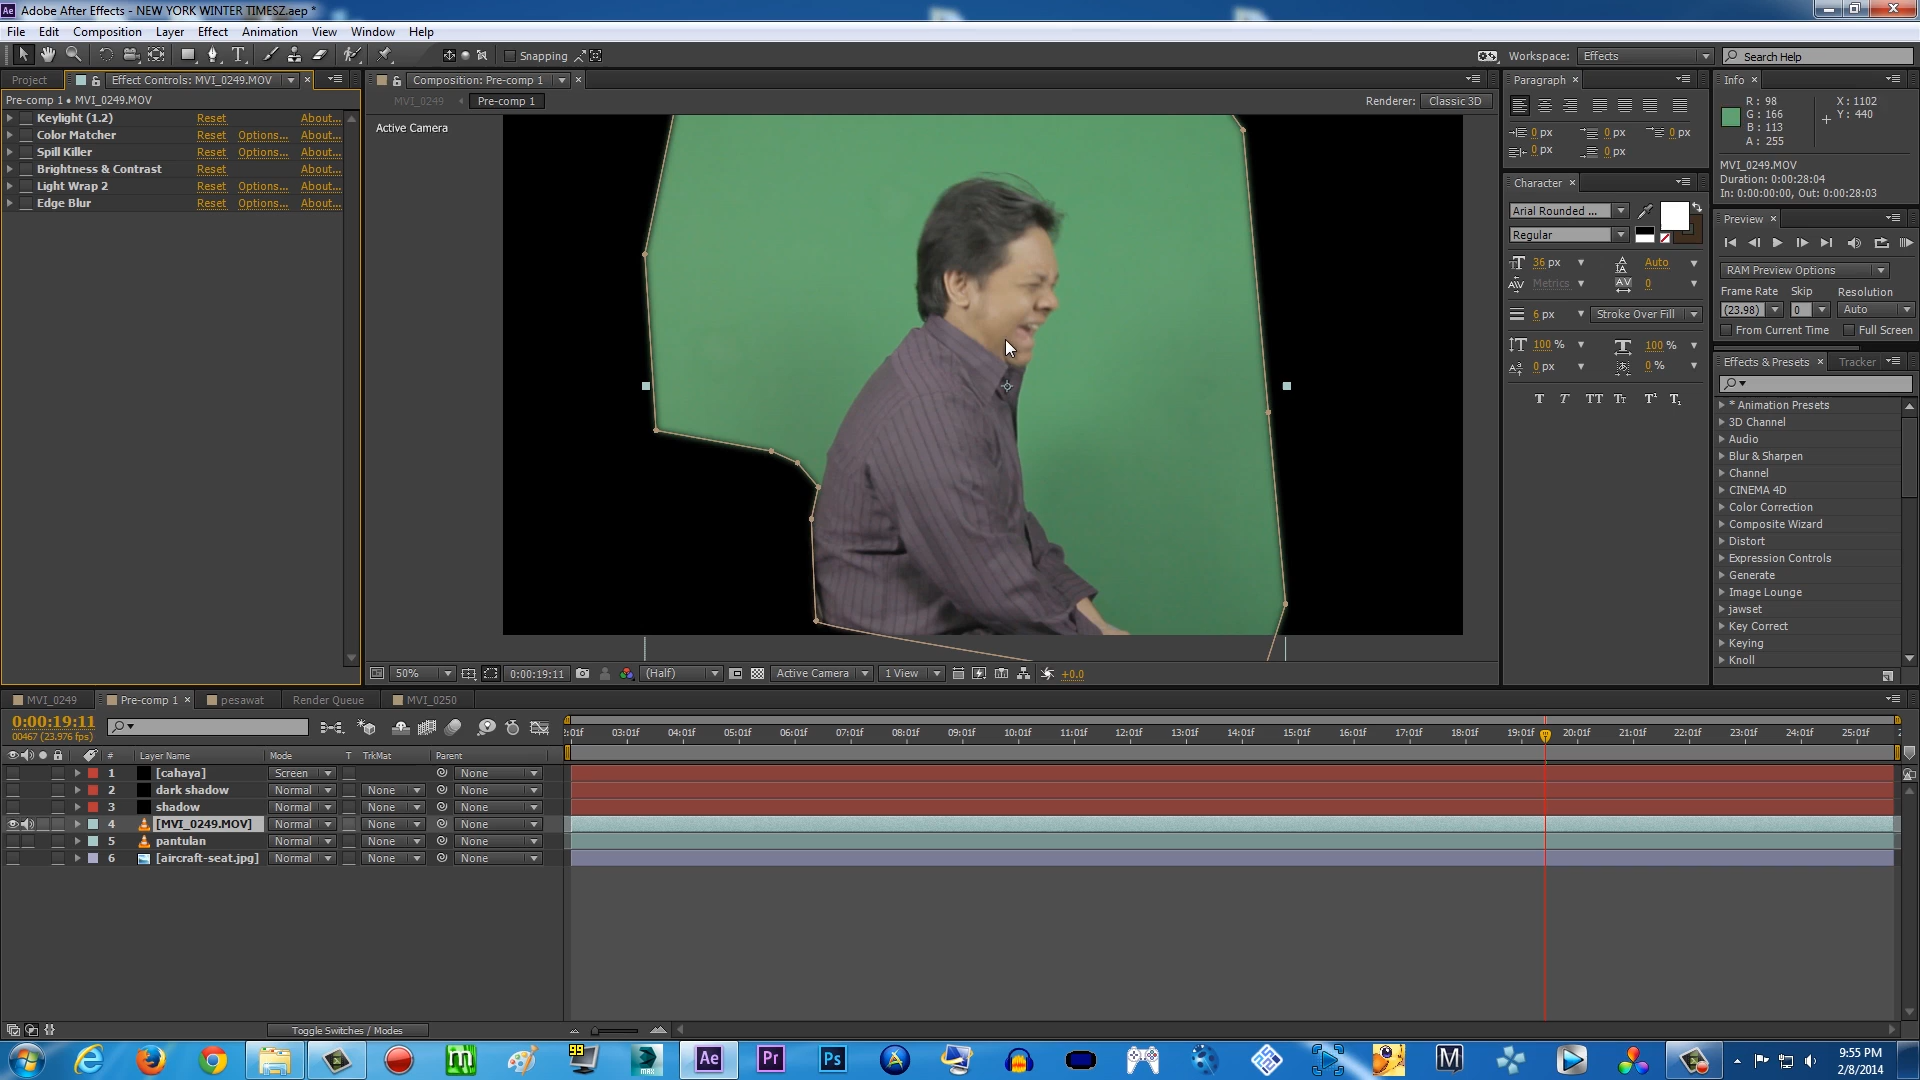 Adobe After Effects - NEW YORK WINTER TIMESZ.aep *
File Edit Composition Layer Effect Animation View Window Help
Snapping
Workspace: Effects
Search Help
Project Effect Controls: MVI_0249.MOV
Pre-comp 1 • MVI_0249.MOV
Keylight (1.2) Reset About...
Color Matcher Reset Options... About...
Spill Killer Reset Options... About...
Brightness & Contrast Reset About...
Light Wrap 2 Reset Options... About...
Edge Blur Reset Options... About...
Composition: Pre-comp 1
MVI_0249 Pre-comp 1
Renderer: Classic 3D
Active Camera
50% 0:00:19:11 (Half) Active Camera 1 View +0.0
Paragraph
0 px 0 px 0 px
0 px 0 px
Character
Arial Rounded ...
Regular
36 px Auto
Metrics 0
6 px Stroke Over Fill
100 % 100 %
0 px 0 %
Info
R: 98
G: 166
B: 113
A: 255
X: 1102
Y: 440
MVI_0249.MOV
Duration: 0:00:28:04
In: 0:00:00:00, Out: 0:00:28:03
Preview
RAM Preview Options
Frame Rate Skip Resolution
(23.98) 0 Auto
From Current Time Full Screen
Effects & Presets Tracker
* Animation Presets
3D Channel
Audio
Blur & Sharpen
Channel
CINEMA 4D
Color Correction
Composite Wizard
Distort
Expression Controls
Generate
Image Lounge
jawset
Key Correct
Keying
Knoll
MVI_0249 Pre-comp 1 pesawat Render Queue MVI_0250
0:00:19:11
00467 (23.976 fps)
2:01f 03:01f 04:01f 05:01f 06:01f 07:01f 08:01f 09:01f 10:01f 11:01f 12:01f 13:01f 14:01f 15:01f 16:01f 17:01f 18:01f 19:01f 20:01f 21:01f 22:01f 23:01f 24:01f 25:01f
# Layer Name Mode T TrkMat Parent
1 [cahaya] Screen None
2 dark shadow Normal None None
3 shadow Normal None None
4 [MVI_0249.MOV] Normal None None
5 pantulan Normal None None
6 [aircraft-seat.jpg] Normal None None
Toggle Switches / Modes
9:55 PM
2/8/2014